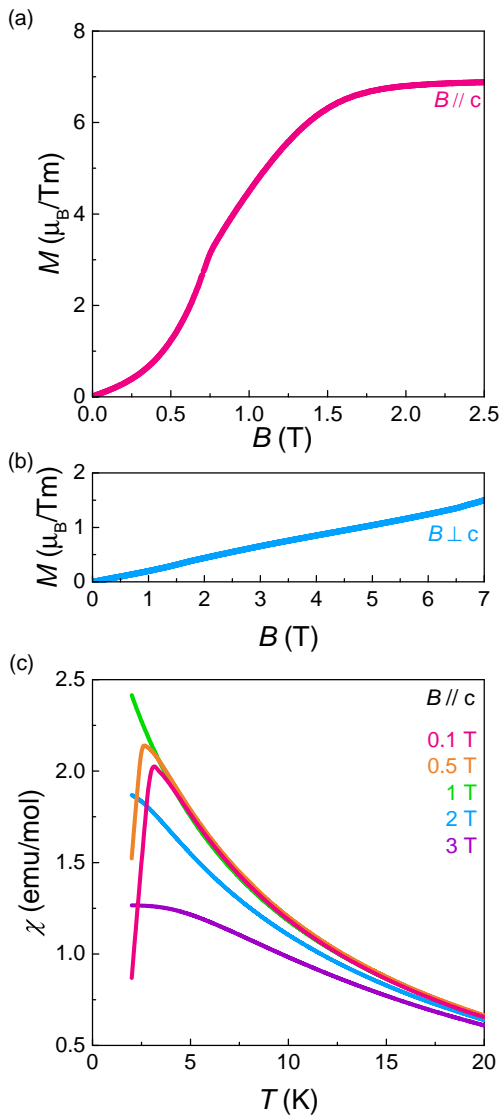 (a)
8
6
4
2
0
M (μB/Tm)
B // c
0.0 0.5 1.0 1.5 2.0 2.5
B (T)
(b)
2
1
0
M (μB/Tm)
B ⊥ c
0 1 2 3 4 5 6 7
B (T)
(c)
2.5
2.0
1.5
1.0
0.5
χ (emu/mol)
B // c
0.1 T
0.5 T
1 T
2 T
3 T
0 5 10 15 20
T (K)